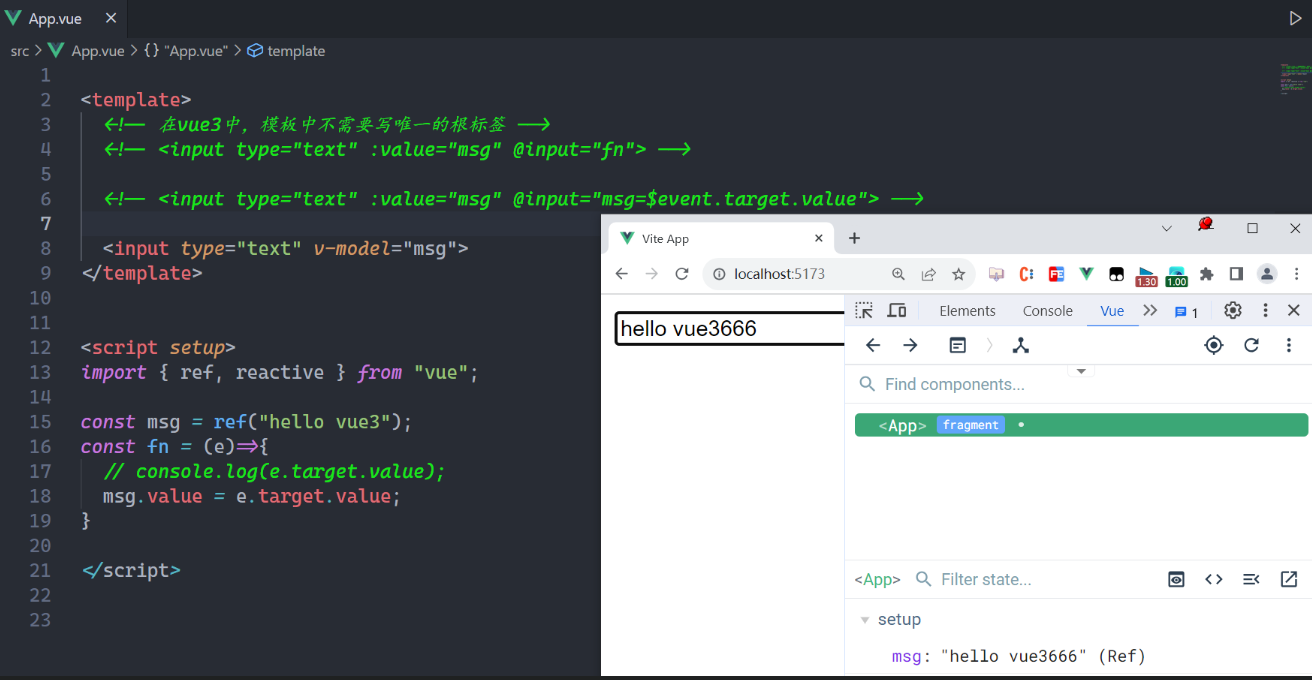 App.vue
src > App.vue > {} "App.vue" > template
1
2 <template>
3 <!-- 在vue3中，模板中不需要写唯一的根标签 -->
4 <!-- <input type="text" :value="msg" @input="fn"> -->
5
6 <!-- <input type="text" :value="msg" @input="msg=$event.target.value"> -->
7
8 <input type="text" v-model="msg">
9 </template>
10
11
12 <script setup>
13 import { ref, reactive } from "vue";
14
15 const msg = ref("hello vue3");
16 const fn = (e)=>{
17 // console.log(e.target.value);
18 msg.value = e.target.value;
19 }
20
21 </script>
22
23
Vite App
localhost:5173
1.30
1.00
hello vue3666
Elements Console Vue 1
Find components...
<App> fragment
<App> Filter state...
setup
msg: "hello vue3666" (Ref)